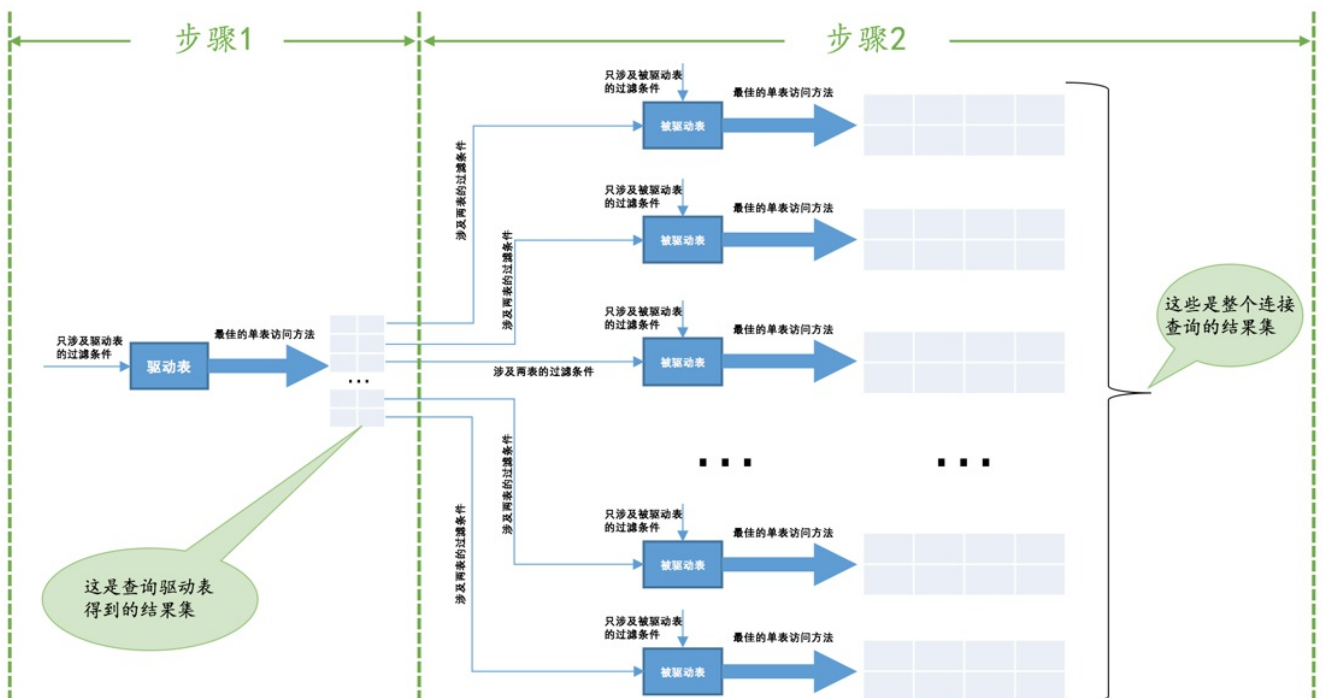 步骤1
步骤2
只涉及驱动表
的过滤条件
驱动表
最佳的单表访问方法
...
这是查询驱动表
得到的结果集
涉及两表的过滤条件
只涉及被驱动表
的过滤条件
被驱动表
最佳的单表访问方法
涉及两表的过滤条件
只涉及被驱动表
的过滤条件
被驱动表
最佳的单表访问方法
涉及两表的过滤条件
只涉及被驱动表
的过滤条件
被驱动表
最佳的单表访问方法
...
...
涉及两表的过滤条件
只涉及被驱动表
的过滤条件
被驱动表
最佳的单表访问方法
涉及两表的过滤条件
只涉及被驱动表
的过滤条件
被驱动表
最佳的单表访问方法
这些是整个连接
查询的结果集